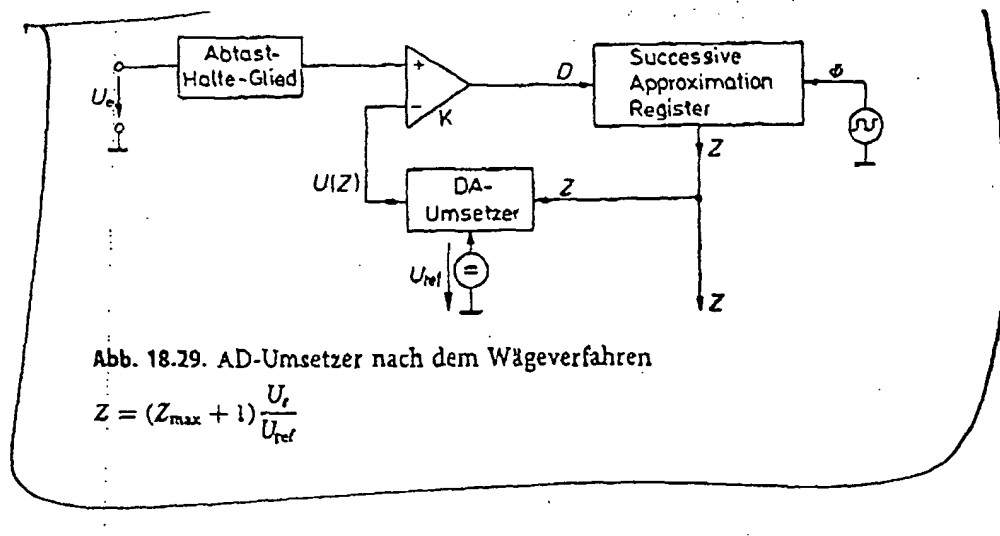 Abtast-
Halte-Glied
U_e
+
−
K
D
Successive
Approximation
Register
Φ
Z
U(Z)
DA-
Umsetzer
Z
U_ref
=
Z
Abb. 18.29. AD-Umsetzer nach dem Wägeverfahren
Z = (Z_max + 1) U_e / U_ref